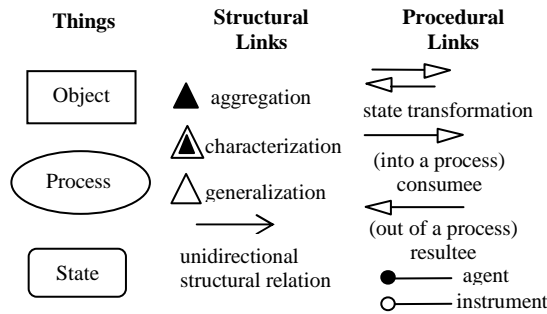 Things
Structural
Links
Procedural
Links
Object
Process
State
aggregation
characterization
generalization
unidirectional
structural relation
state transformation
(into a process)
consumee
(out of a process)
resultee
agent
instrument